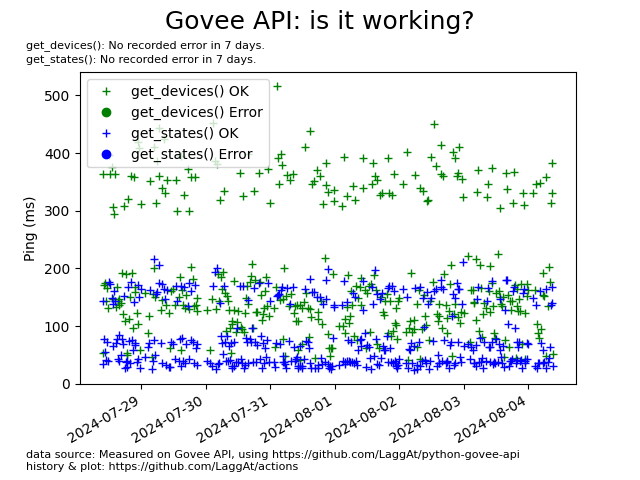 Govee API: is it working?
get_devices(): No recorded error in 7 days.
get_states(): No recorded error in 7 days.
get_devices() OK
get_devices() Error
get_states() OK
get_states() Error
Ping (ms)
500
400
300
200
100
0
2024-07-29
2024-07-30
2024-07-31
2024-08-01
2024-08-02
2024-08-03
2024-08-04
data source: Measured on Govee API, using https://github.com/LaggAt/python-govee-api
history & plot: https://github.com/LaggAt/actions